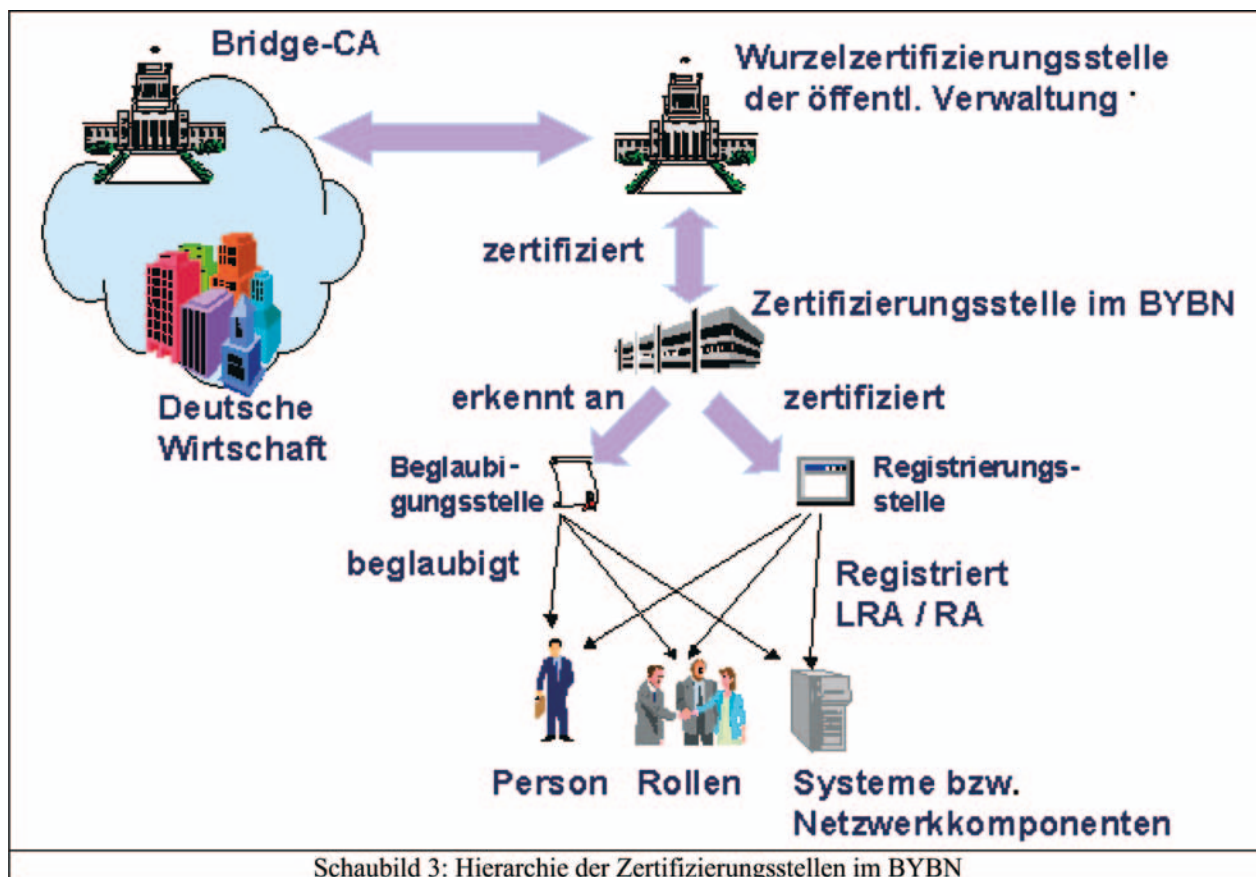 Bridge-CA
Wurzelzertifizierungsstelle
der öffentl. Verwaltung
zertifiziert
Zertifizierungsstelle im BYBN
Deutsche
Wirtschaft
erkennt an
zertifiziert
Beglaubi-
gungsstelle
Registrierungs-
stelle
beglaubigt
Registriert
LRA / RA
Person
Rollen
Systeme bzw.
Netzwerkkomponenten
Schaubild 3: Hierarchie der Zertifizierungsstellen im BYBN